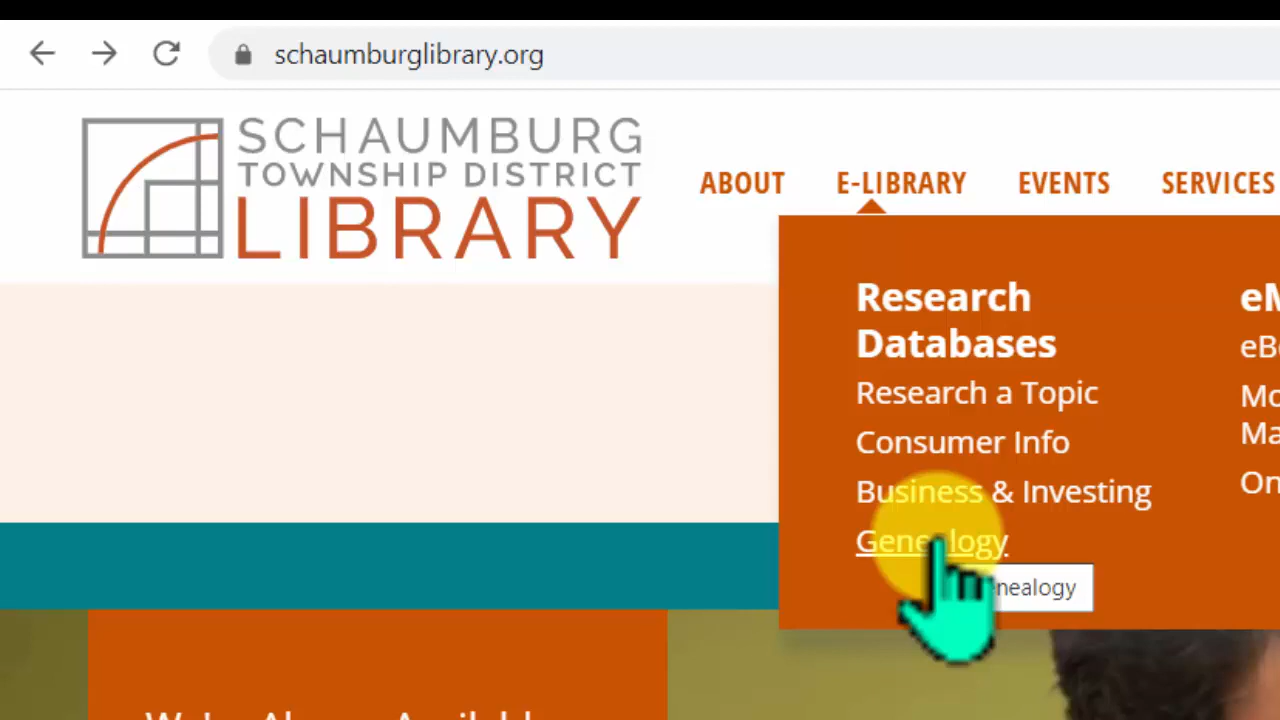 schaumburglibrary.org
SCHAUMBURG
TOWNSHIP DISTRICT
LIBRARY
ABOUT
E-LIBRARY
EVENTS
SERVICES
Research
Databases
Research a Topic
Consumer Info
Business & Investing
Genealogy